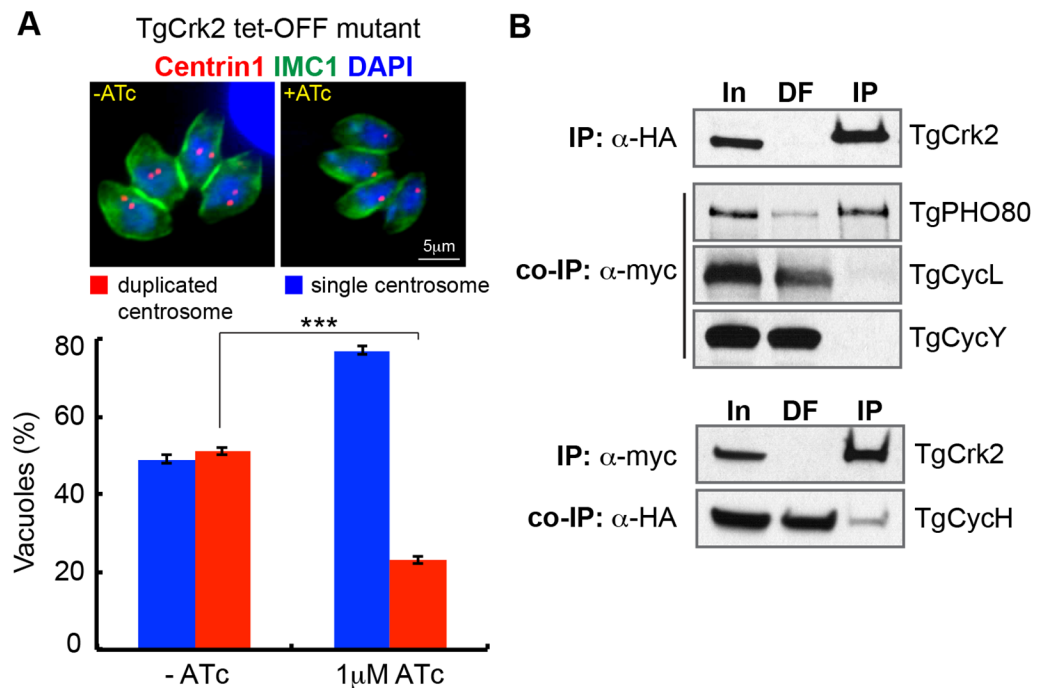 A
TgCrk2 tet-OFF mutant
Centrin1 IMC1 DAPI
-ATc
+ATc
5μm
duplicated
centrosome
single centrosome
***
Vacuoles (%)
80
60
40
20
0
- ATc
1μM ATc
B
In DF IP
IP: α-HA
TgCrk2
co-IP: α-myc
TgPHO80
TgCycL
TgCycY
In DF IP
IP: α-myc
TgCrk2
co-IP: α-HA
TgCycH